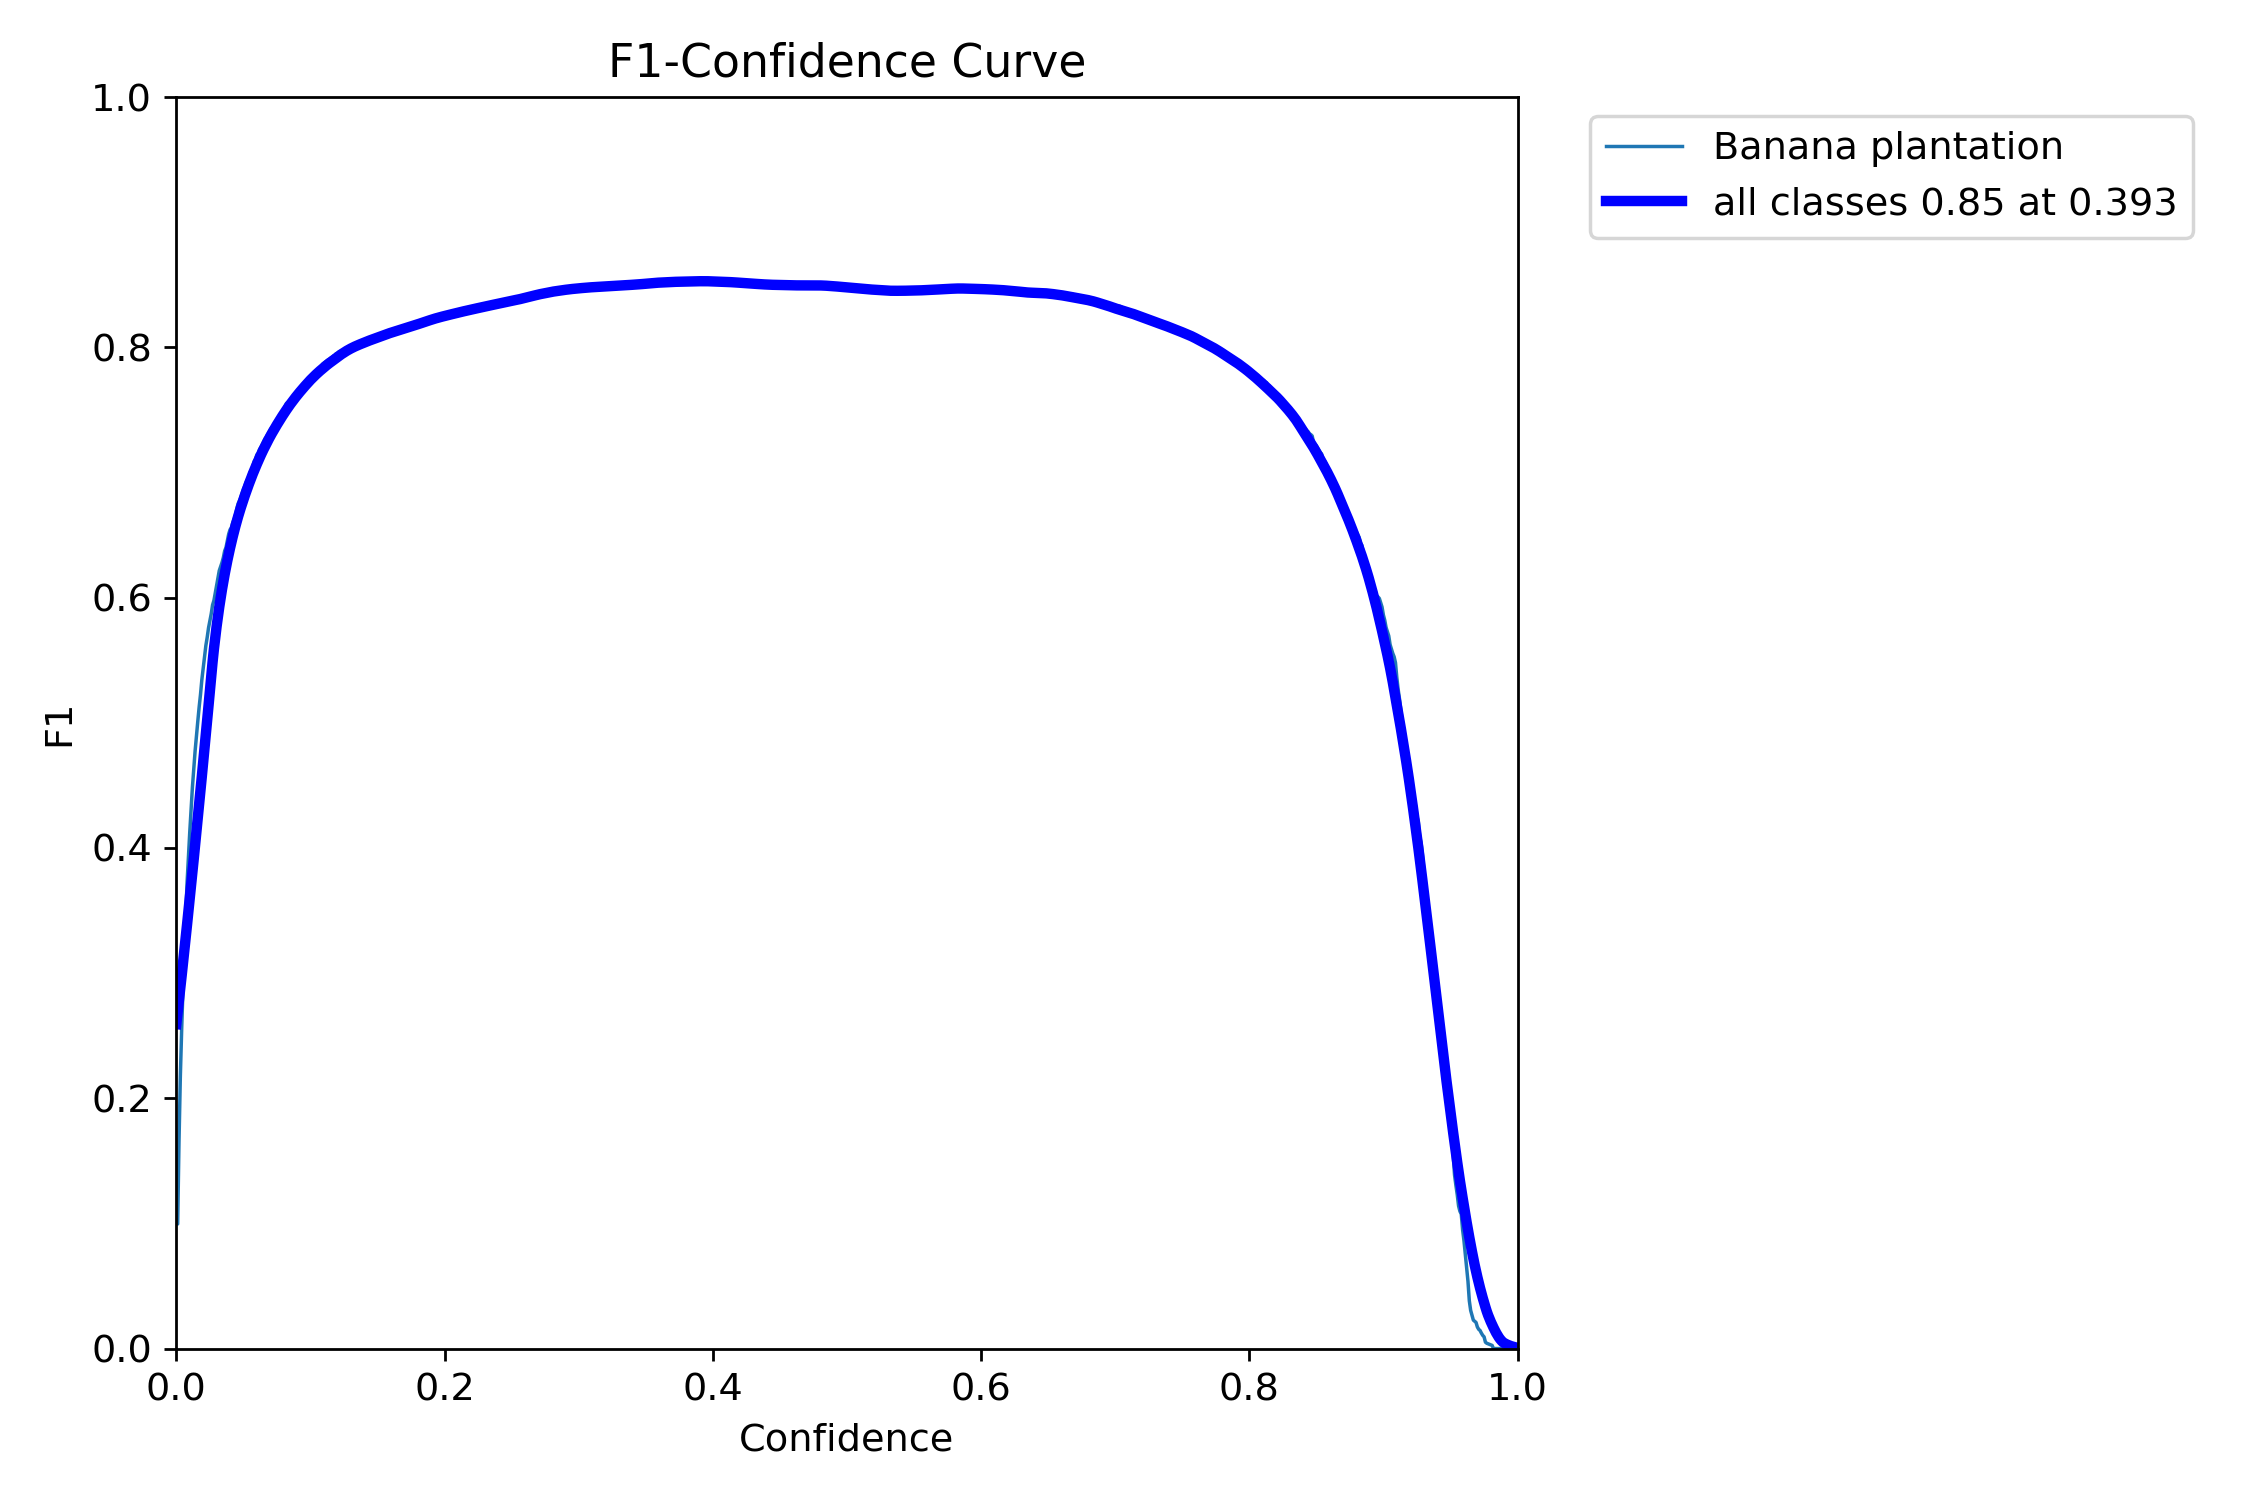 F1-Confidence Curve
1.0
0.8
0.6
0.4
0.2
0.0
F1
0.0 0.2 0.4 0.6 0.8 1.0
Confidence
Banana plantation
all classes 0.85 at 0.393